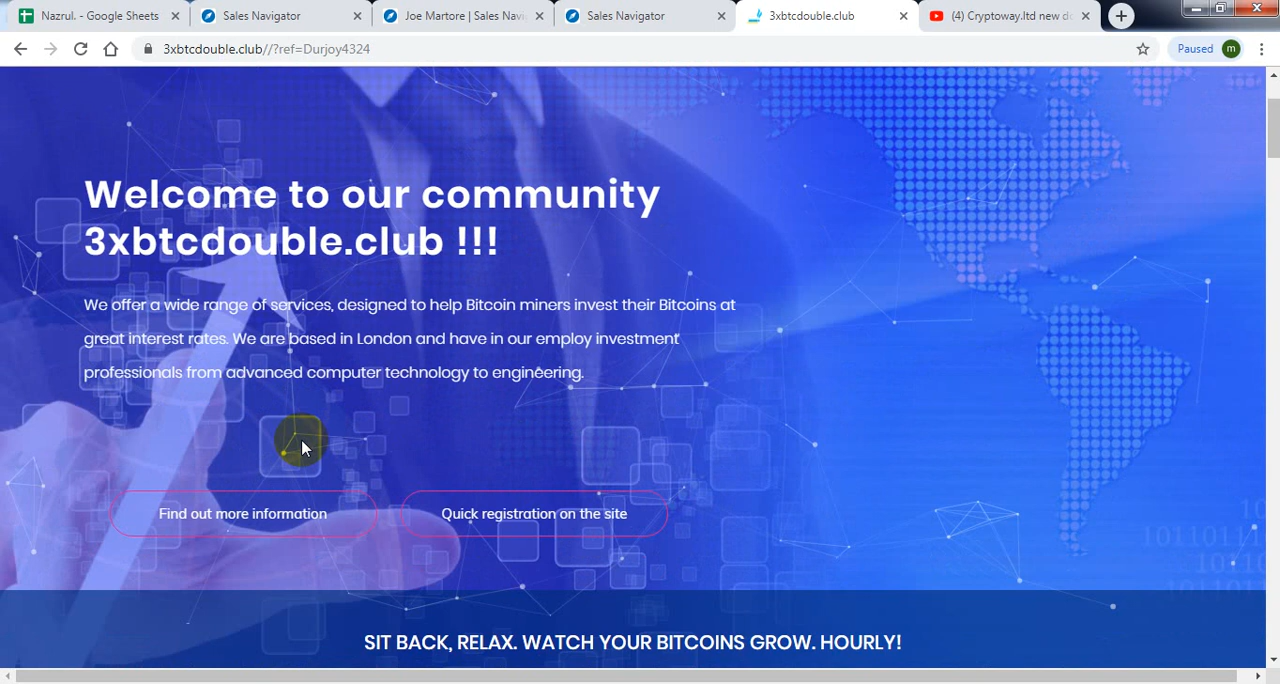 Nazrul. - Google Sheets
Sales Navigator
Joe Martore | Sales Navi
Sales Navigator
3xbtcdouble.club
(4) Cryptoway.ltd new d
3xbtcdouble.club//?ref=Durjoy4324
Paused
m
Welcome to our community
3xbtcdouble.club !!!
We offer a wide range of services, designed to help Bitcoin miners invest their Bitcoins at
great interest rates. We are based in London and have in our employ investment
professionals from advanced computer technology to engineering.
Find out more information
Quick registration on the site
SIT BACK, RELAX. WATCH YOUR BITCOINS GROW. HOURLY!